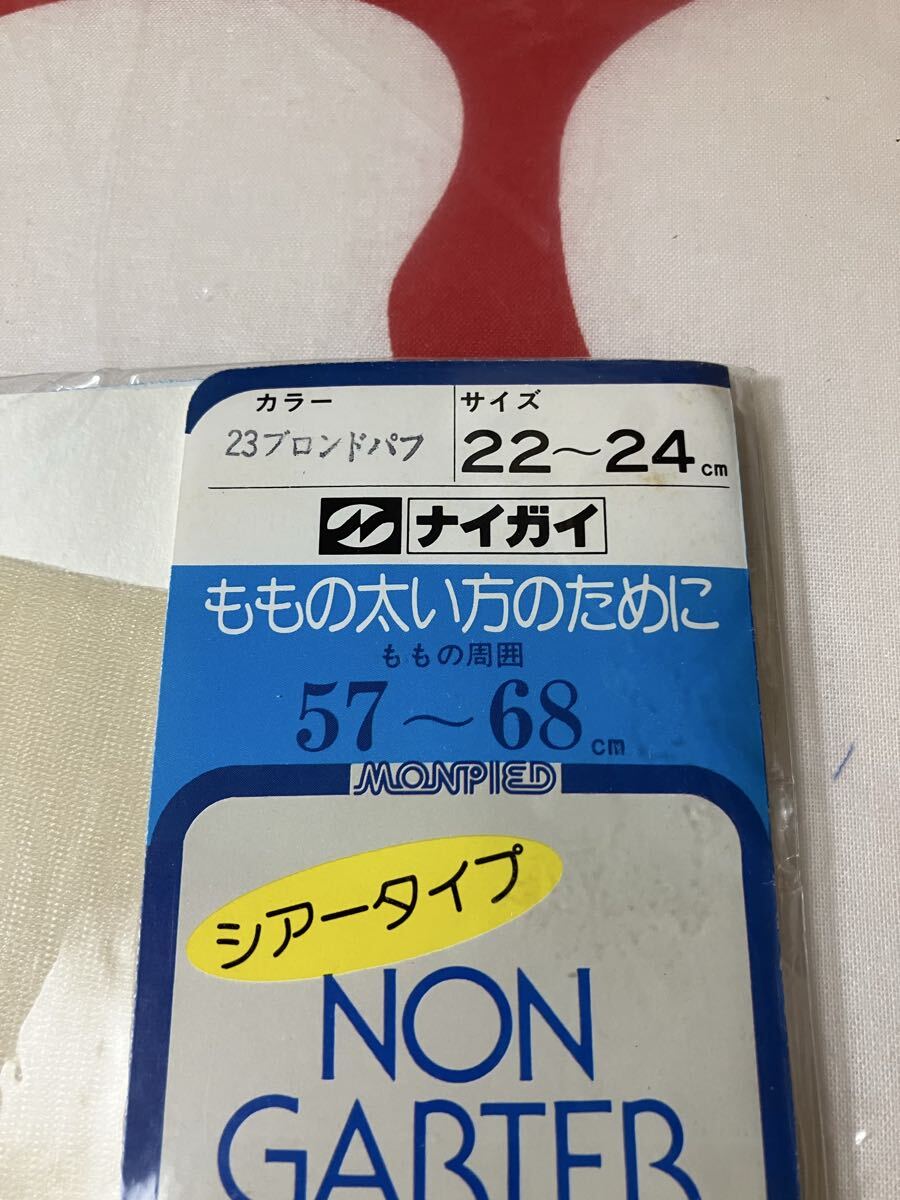 カラー
23ブロンドパフ
サイズ
22～24cm
ナイガイ
ももの太い方のために
ももの周囲
57～68cm
MONPIED
シアータイプ
NON
GARTER